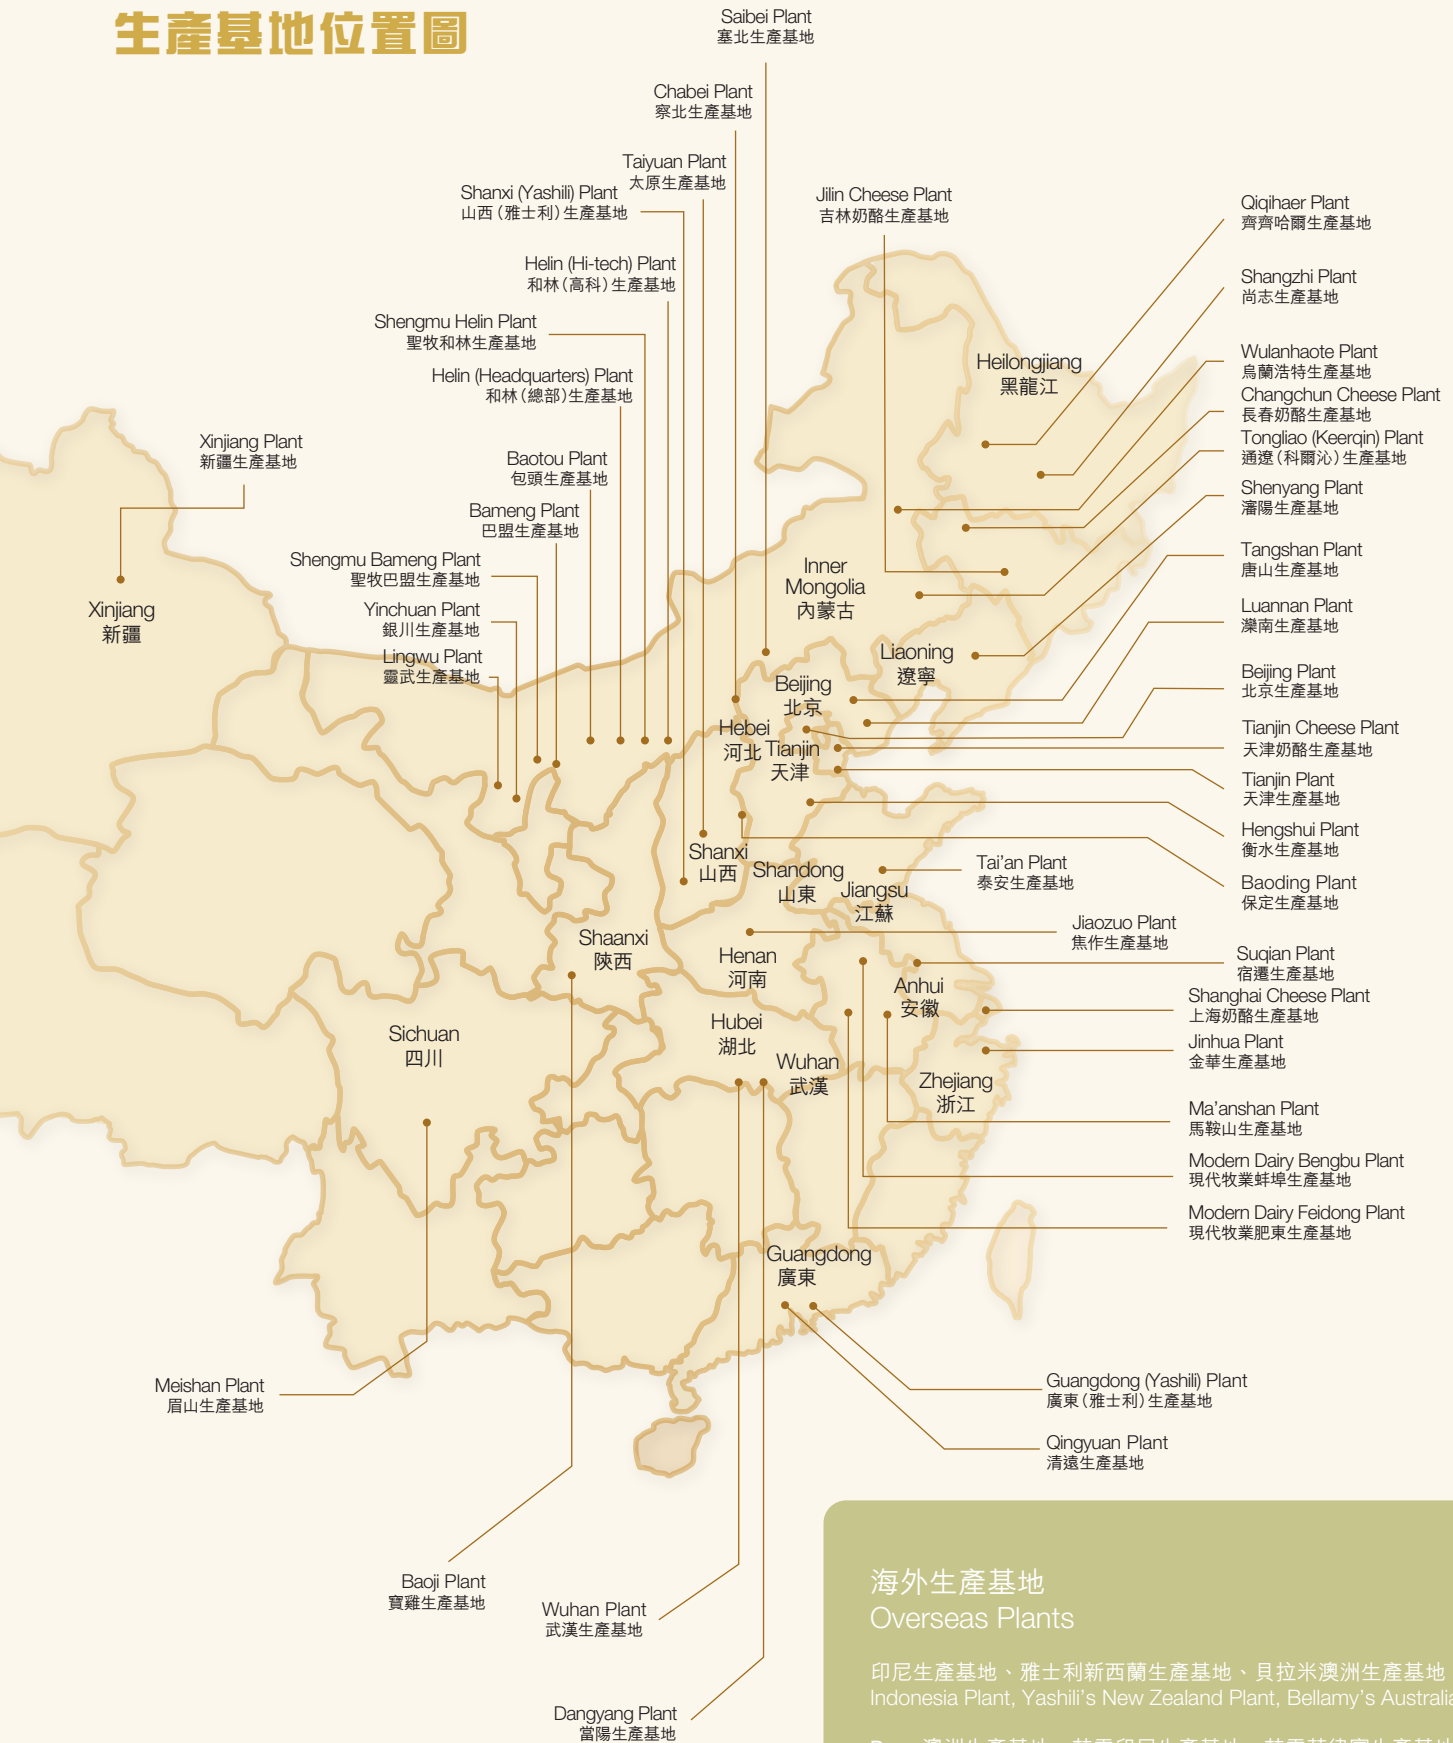 生產基地位置圖
Saibei Plant
塞北生產基地
Chabei Plant
察北生產基地
Taiyuan Plant
太原生產基地
Shanxi (Yashili) Plant
山西（雅士利）生產基地
Jilin Cheese Plant
吉林奶酪生產基地
Helin (Hi-tech) Plant
和林（高科）生產基地
Shengmu Helin Plant
聖牧和林生產基地
Helin (Headquarters) Plant
和林（總部）生產基地
Xinjiang Plant
新疆生產基地
Baotou Plant
包頭生產基地
Bameng Plant
巴盟生產基地
Shengmu Bameng Plant
聖牧巴盟生產基地
Yinchuan Plant
銀川生產基地
Lingwu Plant
靈武生產基地
Qiqihaer Plant
齊齊哈爾生產基地
Shangzhi Plant
尚志生產基地
Wulanhaote Plant
烏蘭浩特生產基地
Changchun Cheese Plant
長春奶酪生產基地
Tongliao (Keerqin) Plant
通遼（科爾沁）生產基地
Shenyang Plant
瀋陽生產基地
Tangshan Plant
唐山生產基地
Luannan Plant
灤南生產基地
Beijing Plant
北京生產基地
Tianjin Cheese Plant
天津奶酪生產基地
Tianjin Plant
天津生產基地
Hengshui Plant
衡水生產基地
Baoding Plant
保定生產基地
Tai’an Plant
泰安生產基地
Jiaozuo Plant
焦作生產基地
Suqian Plant
宿遷生產基地
Shanghai Cheese Plant
上海奶酪生產基地
Jinhua Plant
金華生產基地
Ma’anshan Plant
馬鞍山生產基地
Modern Dairy Bengbu Plant
現代牧業蚌埠生產基地
Modern Dairy Feidong Plant
現代牧業肥東生產基地
Heilongjiang
黑龍江
Inner
Mongolia
內蒙古
Xinjiang
新疆
Liaoning
遼寧
Beijing
北京
Hebei
河北
Tianjin
天津
Shanxi
山西
Shandong
山東
Jiangsu
江蘇
Shaanxi
陝西
Henan
河南
Anhui
安徽
Sichuan
四川
Hubei
湖北
Wuhan
武漢
Zhejiang
浙江
Guangdong
廣東
Meishan Plant
眉山生產基地
Guangdong (Yashili) Plant
廣東（雅士利）生產基地
Qingyuan Plant
清遠生產基地
Baoji Plant
寶雞生產基地
Wuhan Plant
武漢生產基地
Dangyang Plant
當陽生產基地
海外生產基地
Overseas Plants
印尼生產基地、雅士利新西蘭生產基地、貝拉米澳洲生產基地
Indonesia Plant, Yashili’s New Zealand Plant, Bellamy’s Australia